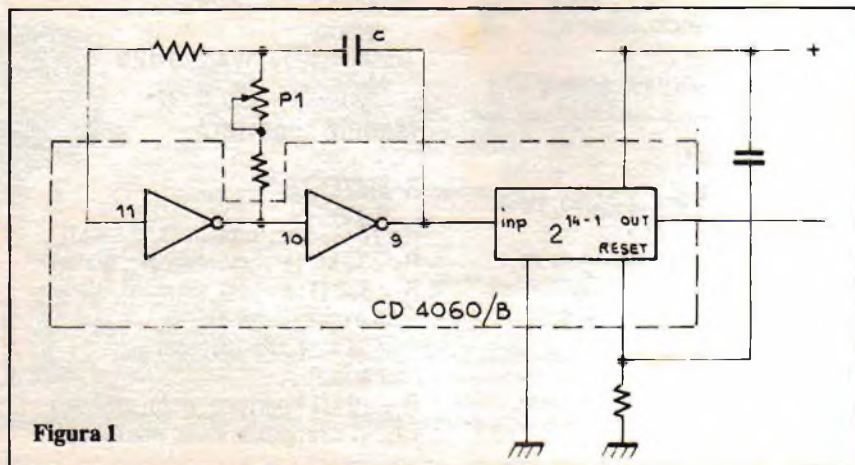 C
P1
+
11
10
9
inp
2^14-1
OUT
RESET
CD 4060/B
Figura 1